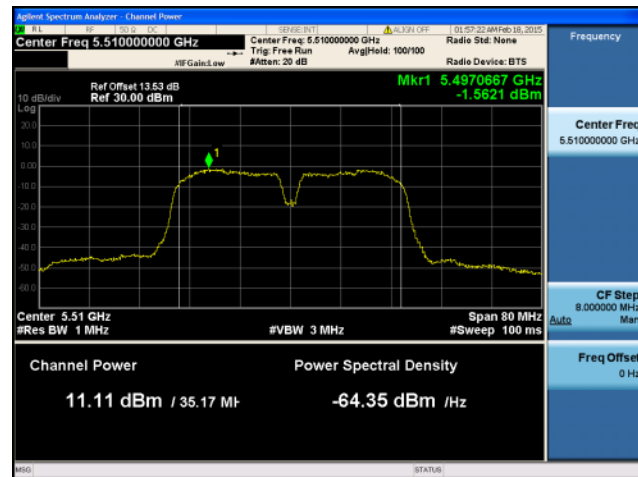 Agilent Spectrum Analyzer - Channel Power
RL RF 50 Ω DC SENSE:INT ALIGN OFF 01:57:22 AM Feb 18, 2015
Center Freq 5.510000000 GHz
Center Freq: 5.510000000 GHz
Radio Std: None
Trig: Free Run Avg|Hold: 100/100
#IFGain:Low #Atten: 20 dB Radio Device: BTS
Mkr1 5.4970667 GHz
-1.5621 dBm
Ref Offset 13.53 dB
10 dB/div Ref 30.00 dBm
Log
20.0
10.0
0.00
-10.0
-20.0
-30.0
-40.0
-50.0
-60.0
1
Center 5.51 GHz Span 80 MHz
#Res BW 1 MHz #VBW 3 MHz #Sweep 100 ms
Channel Power Power Spectral Density
11.11 dBm / 35.17 MH -64.35 dBm /Hz
MSG STATUS
Frequency
Center Freq
5.510000000 GHz
CF Step
8.000000 MHz
Auto Man
Freq Offset
0 Hz